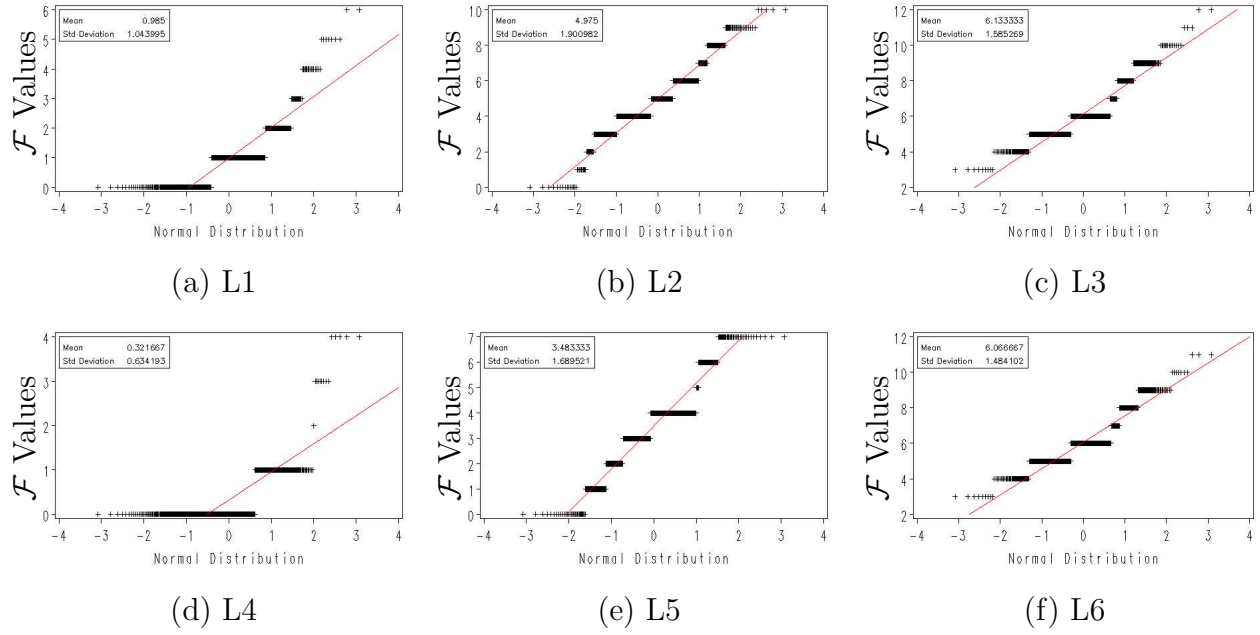 F Values
6
5
4
3
2
1
0
Mean 0.985
Std Deviation 1.043995
-4 -3 -2 -1 0 1 2 3 4
Normal Distribution
(a) L1
F Values
10
8
6
4
2
0
Mean 4.975
Std Deviation 1.900982
-4 -3 -2 -1 0 1 2 3 4
Normal Distribution
(b) L2
F Values
12
10
8
6
4
2
Mean 6.133333
Std Deviation 1.585269
-4 -3 -2 -1 0 1 2 3 4
Normal Distribution
(c) L3
F Values
4
3
2
1
0
Mean 0.321667
Std Deviation 0.634193
-4 -3 -2 -1 0 1 2 3 4
Normal Distribution
(d) L4
F Values
7
6
5
4
3
2
1
0
Mean 3.483333
Std Deviation 1.689521
-4 -3 -2 -1 0 1 2 3 4
Normal Distribution
(e) L5
F Values
12
10
8
6
4
2
Mean 6.066667
Std Deviation 1.484102
-4 -3 -2 -1 0 1 2 3 4
Normal Distribution
(f) L6